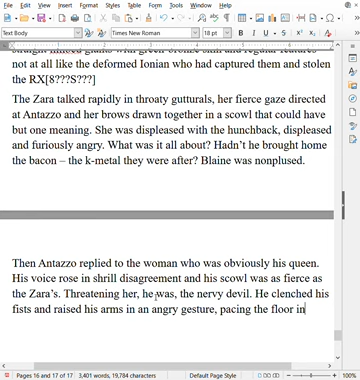 File Edit View Insert Format Styles Table Form Tools Window Help
Text Body Times New Roman 18 pt
not at all like the deformed Ionian who had captured them and stolen
the RX[8???S???]
The Zara talked rapidly in throaty gutturals, her fierce gaze directed
at Antazzo and her brows drawn together in a scowl that could have
but one meaning. She was displeased with the hunchback, displeased
and furiously angry. What was it all about? Hadn't he brought home
the bacon – the k-metal they were after? Blaine was nonplused.
Then Antazzo replied to the woman who was obviously his queen.
His voice rose in shrill disagreement and his scowl was as fierce as
the Zara's. Threatening her, he was, the nervy devil. He clenched his
fists and raised his arms in an angry gesture, pacing the floor in
Pages 16 and 17 of 17 3,401 words, 19,784 characters Default Page Style 100%